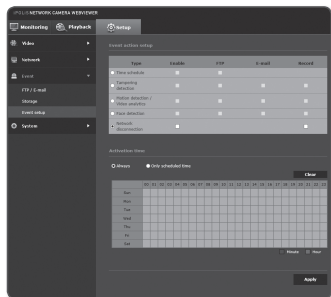 iPOLiS NETWORK CAMERA WEBVIEWER
Monitoring Playback Setup
Video
Network
Event
FTP / E-mail
Storage
Event setup
System
Event action setup
Type Enable FTP E-mail Record
Time schedule
Tampering detection
Motion detection / Video analytics
Face detection
Network disconnection
Activation time
Always Only scheduled time
Clear
00 01 02 03 04 05 06 07 08 09 10 11 12 13 14 15 16 17 18 19 20 21 22 23
Sun
Mon
Tue
Wed
Thu
Fri
Sat
Minute Hour
Apply